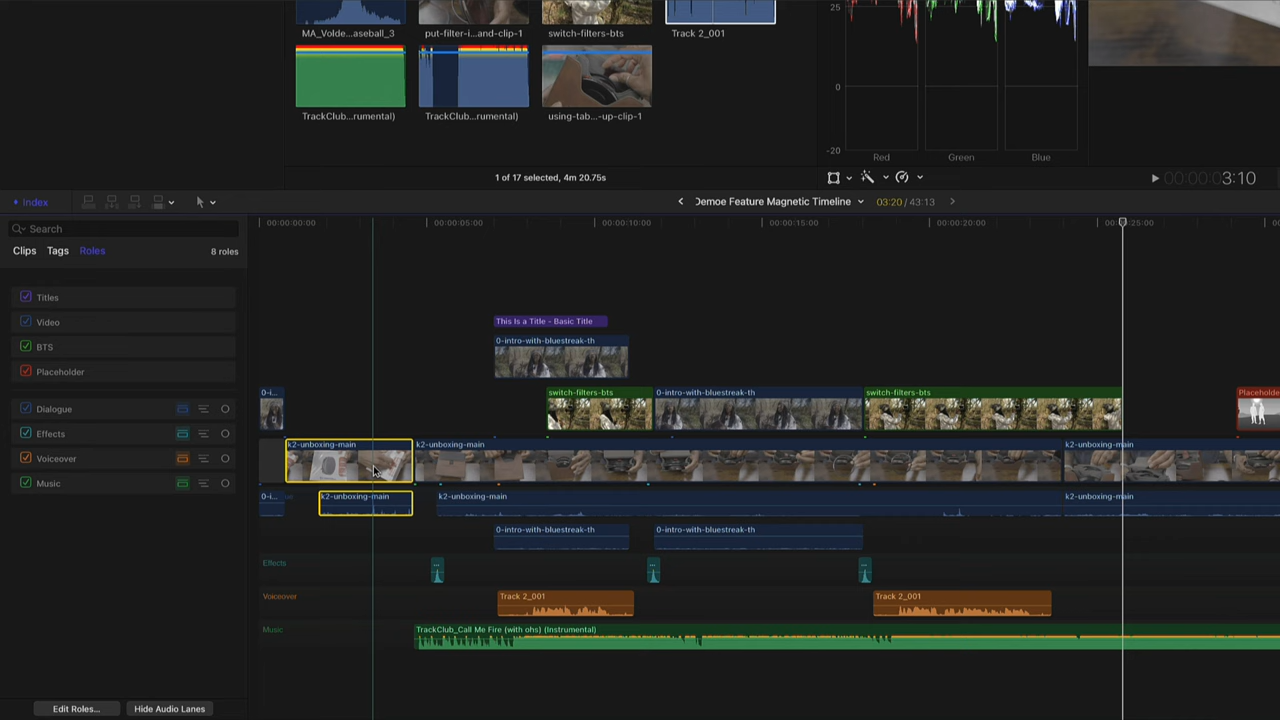 25
0
-20
Red
Green
Blue
MA_Volde...aseball_3
put-filter-i...and-clip-1
switch-filters-bts
Track 2_001
TrackClub...rumental)
TrackClub...rumental)
using-tab...-up-clip-1
1 of 17 selected, 4m 20.75s
00:00:00:03:10
Index
Demoe Feature Magnetic Timeline
03:20 / 43:13
Search
00:00:00:00
00:00:05:00
00:00:10:00
00:00:15:00
00:00:20:00
Clips
Tags
Roles
8 roles
Titles
Video
BTS
Placeholder
Dialogue
Effects
Voiceover
Music
This Is a Title - Basic Title
0-intro-with-bluestreak-th
0-i...
switch-filters-bts
0-intro-with-bluestreak-th
switch-filters-bts
k2-unboxing-main
k2-unboxing-main
k2-unboxing-main
0-i...
k2-unboxing-main
k2-unboxing-main
k2-unboxing-main
0-intro-with-bluestreak-th
0-intro-with-bluestreak-th
Effects
Voiceover
Track 2_001
Track 2_001
Music
TrackClub_Call Me Fire (with ohs) (Instrumental)
Edit Roles...
Hide Audio Lanes